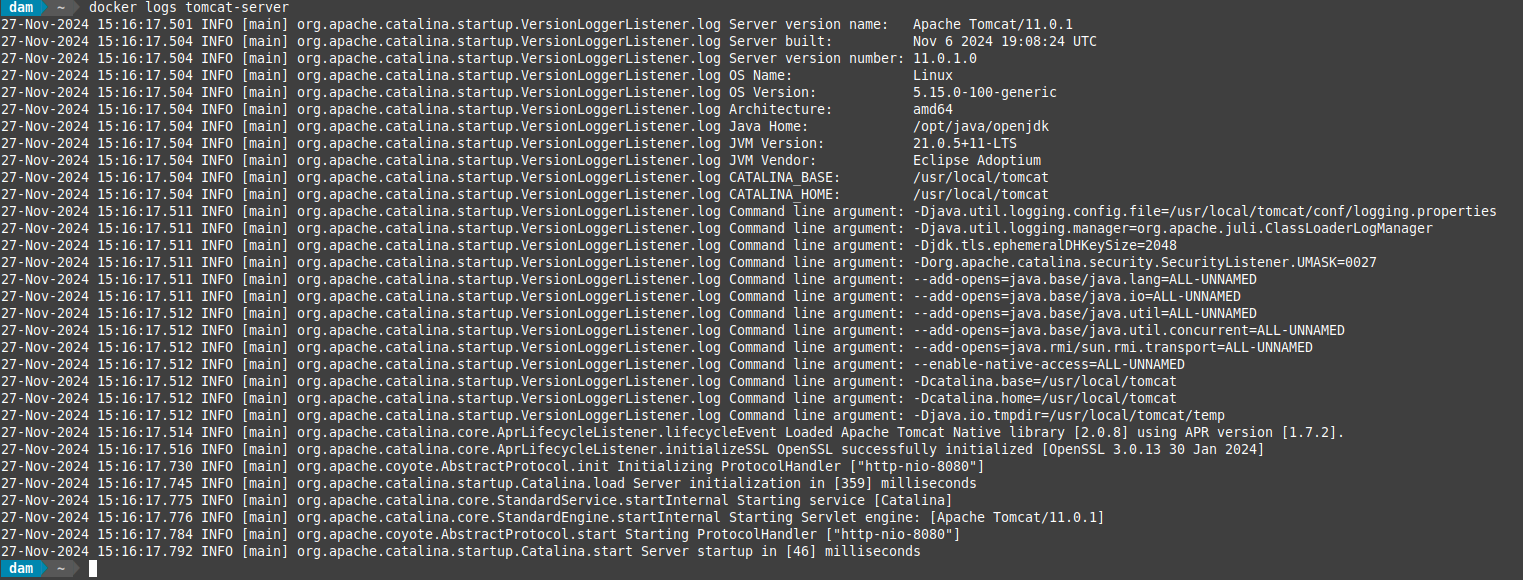 dam ~ docker logs tomcat-server
27-Nov-2024 15:16:17.501 INFO [main] org.apache.catalina.startup.VersionLoggerListener.log Server version name:   Apache Tomcat/11.0.1
27-Nov-2024 15:16:17.504 INFO [main] org.apache.catalina.startup.VersionLoggerListener.log Server built:          Nov 6 2024 19:08:24 UTC
27-Nov-2024 15:16:17.504 INFO [main] org.apache.catalina.startup.VersionLoggerListener.log Server version number: 11.0.1.0
27-Nov-2024 15:16:17.504 INFO [main] org.apache.catalina.startup.VersionLoggerListener.log OS Name:               Linux
27-Nov-2024 15:16:17.504 INFO [main] org.apache.catalina.startup.VersionLoggerListener.log OS Version:            5.15.0-100-generic
27-Nov-2024 15:16:17.504 INFO [main] org.apache.catalina.startup.VersionLoggerListener.log Architecture:          amd64
27-Nov-2024 15:16:17.504 INFO [main] org.apache.catalina.startup.VersionLoggerListener.log Java Home:             /opt/java/openjdk
27-Nov-2024 15:16:17.504 INFO [main] org.apache.catalina.startup.VersionLoggerListener.log JVM Version:           21.0.5+11-LTS
27-Nov-2024 15:16:17.504 INFO [main] org.apache.catalina.startup.VersionLoggerListener.log JVM Vendor:            Eclipse Adoptium
27-Nov-2024 15:16:17.504 INFO [main] org.apache.catalina.startup.VersionLoggerListener.log CATALINA_BASE:         /usr/local/tomcat
27-Nov-2024 15:16:17.504 INFO [main] org.apache.catalina.startup.VersionLoggerListener.log CATALINA_HOME:         /usr/local/tomcat
27-Nov-2024 15:16:17.511 INFO [main] org.apache.catalina.startup.VersionLoggerListener.log Command line argument: -Djava.util.logging.config.file=/usr/local/tomcat/conf/logging.properties
27-Nov-2024 15:16:17.511 INFO [main] org.apache.catalina.startup.VersionLoggerListener.log Command line argument: -Djava.util.logging.manager=org.apache.juli.ClassLoaderLogManager
27-Nov-2024 15:16:17.511 INFO [main] org.apache.catalina.startup.VersionLoggerListener.log Command line argument: -Djdk.tls.ephemeralDHKeySize=2048
27-Nov-2024 15:16:17.511 INFO [main] org.apache.catalina.startup.VersionLoggerListener.log Command line argument: -Dorg.apache.catalina.security.SecurityListener.UMASK=0027
27-Nov-2024 15:16:17.511 INFO [main] org.apache.catalina.startup.VersionLoggerListener.log Command line argument: --add-opens=java.base/java.lang=ALL-UNNAMED
27-Nov-2024 15:16:17.511 INFO [main] org.apache.catalina.startup.VersionLoggerListener.log Command line argument: --add-opens=java.base/java.io=ALL-UNNAMED
27-Nov-2024 15:16:17.512 INFO [main] org.apache.catalina.startup.VersionLoggerListener.log Command line argument: --add-opens=java.base/java.util=ALL-UNNAMED
27-Nov-2024 15:16:17.512 INFO [main] org.apache.catalina.startup.VersionLoggerListener.log Command line argument: --add-opens=java.base/java.util.concurrent=ALL-UNNAMED
27-Nov-2024 15:16:17.512 INFO [main] org.apache.catalina.startup.VersionLoggerListener.log Command line argument: --add-opens=java.rmi/sun.rmi.transport=ALL-UNNAMED
27-Nov-2024 15:16:17.512 INFO [main] org.apache.catalina.startup.VersionLoggerListener.log Command line argument: --enable-native-access=ALL-UNNAMED
27-Nov-2024 15:16:17.512 INFO [main] org.apache.catalina.startup.VersionLoggerListener.log Command line argument: -Dcatalina.base=/usr/local/tomcat
27-Nov-2024 15:16:17.512 INFO [main] org.apache.catalina.startup.VersionLoggerListener.log Command line argument: -Dcatalina.home=/usr/local/tomcat
27-Nov-2024 15:16:17.512 INFO [main] org.apache.catalina.startup.VersionLoggerListener.log Command line argument: -Djava.io.tmpdir=/usr/local/tomcat/temp
27-Nov-2024 15:16:17.514 INFO [main] org.apache.catalina.core.AprLifecycleListener.lifecycleEvent Loaded Apache Tomcat Native library [2.0.8] using APR version [1.7.2].
27-Nov-2024 15:16:17.516 INFO [main] org.apache.catalina.core.AprLifecycleListener.initializeSSL OpenSSL successfully initialized [OpenSSL 3.0.13 30 Jan 2024]
27-Nov-2024 15:16:17.730 INFO [main] org.apache.coyote.AbstractProtocol.init Initializing ProtocolHandler ["http-nio-8080"]
27-Nov-2024 15:16:17.745 INFO [main] org.apache.catalina.startup.Catalina.load Server initialization in [359] milliseconds
27-Nov-2024 15:16:17.775 INFO [main] org.apache.catalina.core.StandardService.startInternal Starting service [Catalina]
27-Nov-2024 15:16:17.776 INFO [main] org.apache.catalina.core.StandardEngine.startInternal Starting Servlet engine: [Apache Tomcat/11.0.1]
27-Nov-2024 15:16:17.784 INFO [main] org.apache.coyote.AbstractProtocol.start Starting ProtocolHandler ["http-nio-8080"]
27-Nov-2024 15:16:17.792 INFO [main] org.apache.catalina.startup.Catalina.start Server startup in [46] milliseconds
dam ~